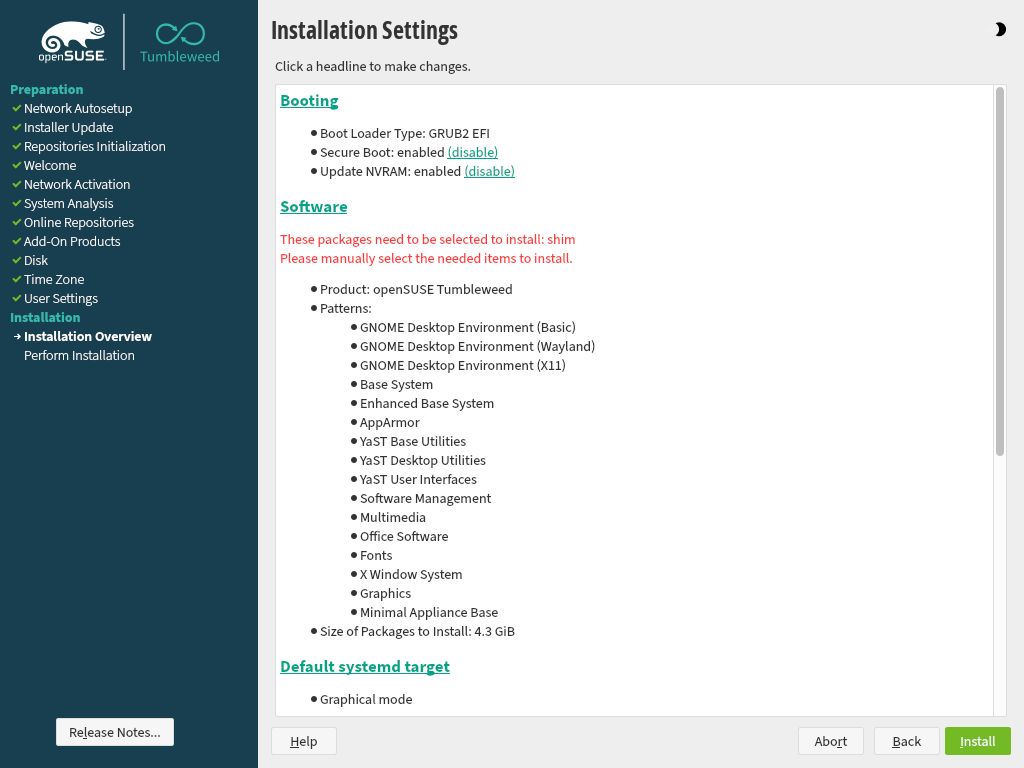 openSUSE.
Tumbleweed
Preparation
Network Autosetup
Installer Update
Repositories Initialization
Welcome
Network Activation
System Analysis
Online Repositories
Add-On Products
Disk
Time Zone
User Settings
Installation
Installation Overview
Perform Installation
Release Notes...
Installation Settings
Click a headline to make changes.
Booting
Boot Loader Type: GRUB2 EFI
Secure Boot: enabled (disable)
Update NVRAM: enabled (disable)
Software
These packages need to be selected to install: shim
Please manually select the needed items to install.
Product: openSUSE Tumbleweed
Patterns:
GNOME Desktop Environment (Basic)
GNOME Desktop Environment (Wayland)
GNOME Desktop Environment (X11)
Base System
Enhanced Base System
AppArmor
YaST Base Utilities
YaST Desktop Utilities
YaST User Interfaces
Software Management
Multimedia
Office Software
Fonts
X Window System
Graphics
Minimal Appliance Base
Size of Packages to Install: 4.3 GiB
Default systemd target
Graphical mode
Help
Abort
Back
Install